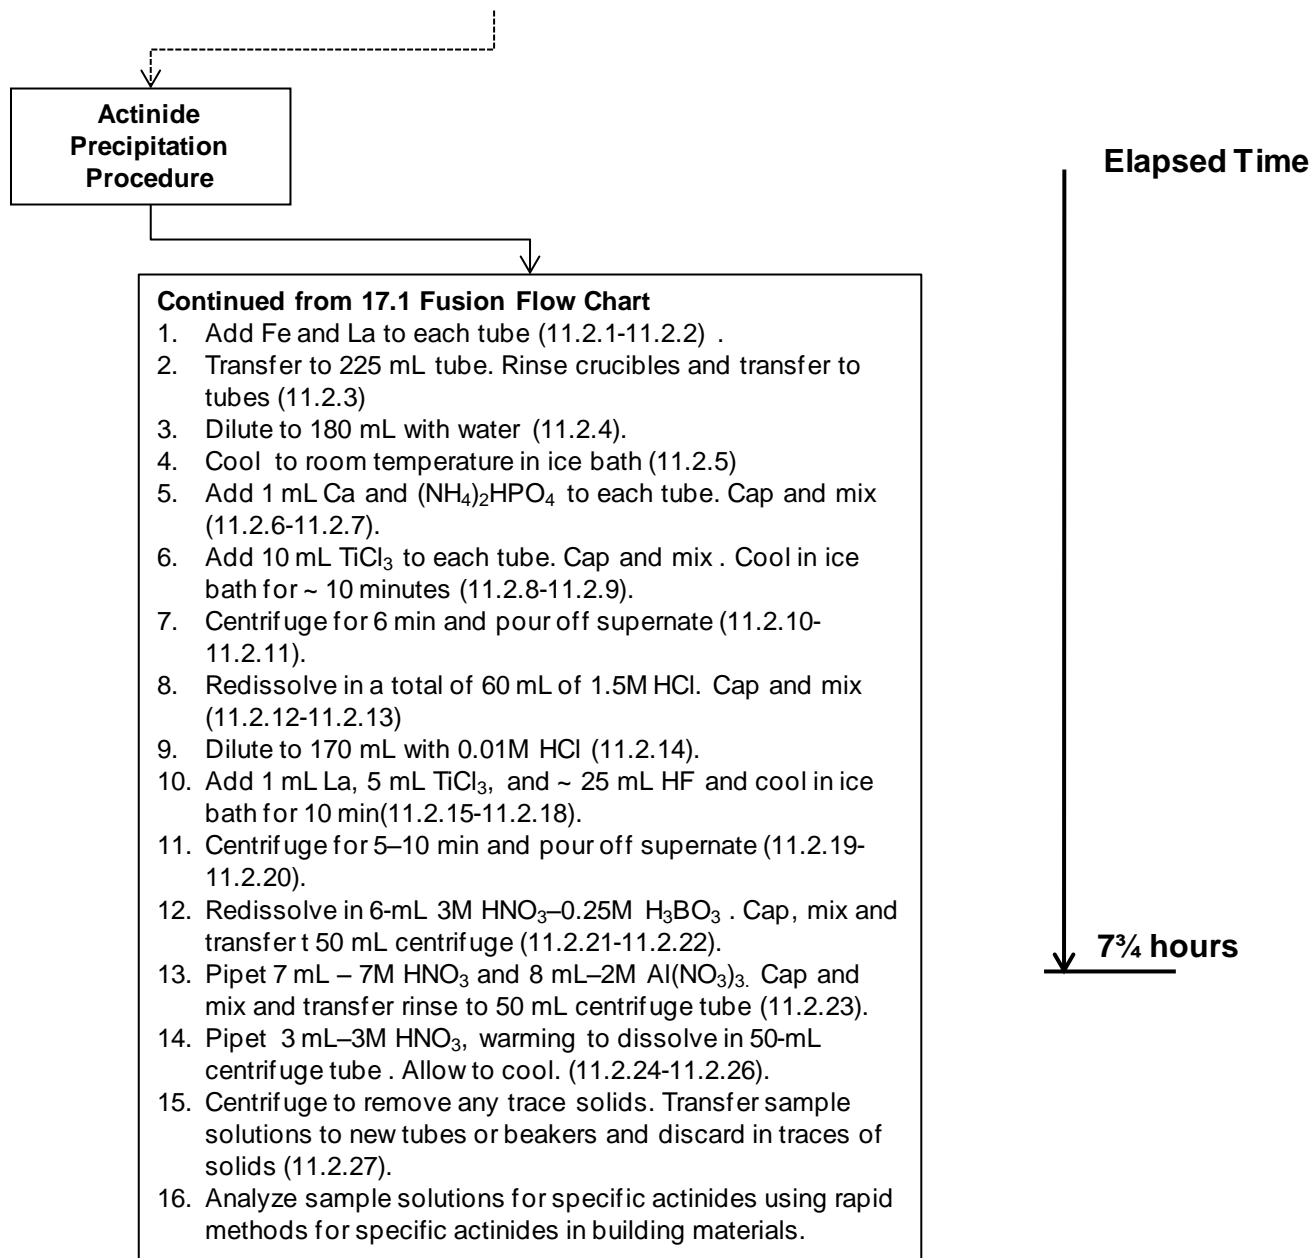 Actinide
Precipitation
Procedure
Elapsed Time
Continued from 17.1 Fusion Flow Chart
1. Add Fe and La to each tube (11.2.1-11.2.2) .
2. Transfer to 225 mL tube. Rinse crucibles and transfer to
tubes (11.2.3)
3. Dilute to 180 mL with water (11.2.4).
4. Cool to room temperature in ice bath (11.2.5)
5. Add 1 mL Ca and (NH₄)₂HPO₄ to each tube. Cap and mix
(11.2.6-11.2.7).
6. Add 10 mL TiCl₃ to each tube. Cap and mix . Cool in ice
bath for ~ 10 minutes (11.2.8-11.2.9).
7. Centrifuge for 6 min and pour off supernate (11.2.10-
11.2.11).
8. Redissolve in a total of 60 mL of 1.5M HCl. Cap and mix
(11.2.12-11.2.13)
9. Dilute to 170 mL with 0.01M HCl (11.2.14).
10. Add 1 mL La, 5 mL TiCl₃, and ~ 25 mL HF and cool in ice
bath for 10 min(11.2.15-11.2.18).
11. Centrifuge for 5–10 min and pour off supernate (11.2.19-
11.2.20).
12. Redissolve in 6-mL 3M HNO₃–0.25M H₃BO₃ . Cap, mix and
transfer t 50 mL centrifuge (11.2.21-11.2.22).
7¾ hours
13. Pipet 7 mL – 7M HNO₃ and 8 mL–2M Al(NO₃)₃. Cap and
mix and transfer rinse to 50 mL centrifuge tube (11.2.23).
14. Pipet 3 mL–3M HNO₃, warming to dissolve in 50-mL
centrifuge tube . Allow to cool. (11.2.24-11.2.26).
15. Centrifuge to remove any trace solids. Transfer sample
solutions to new tubes or beakers and discard in traces of
solids (11.2.27).
16. Analyze sample solutions for specific actinides using rapid
methods for specific actinides in building materials.